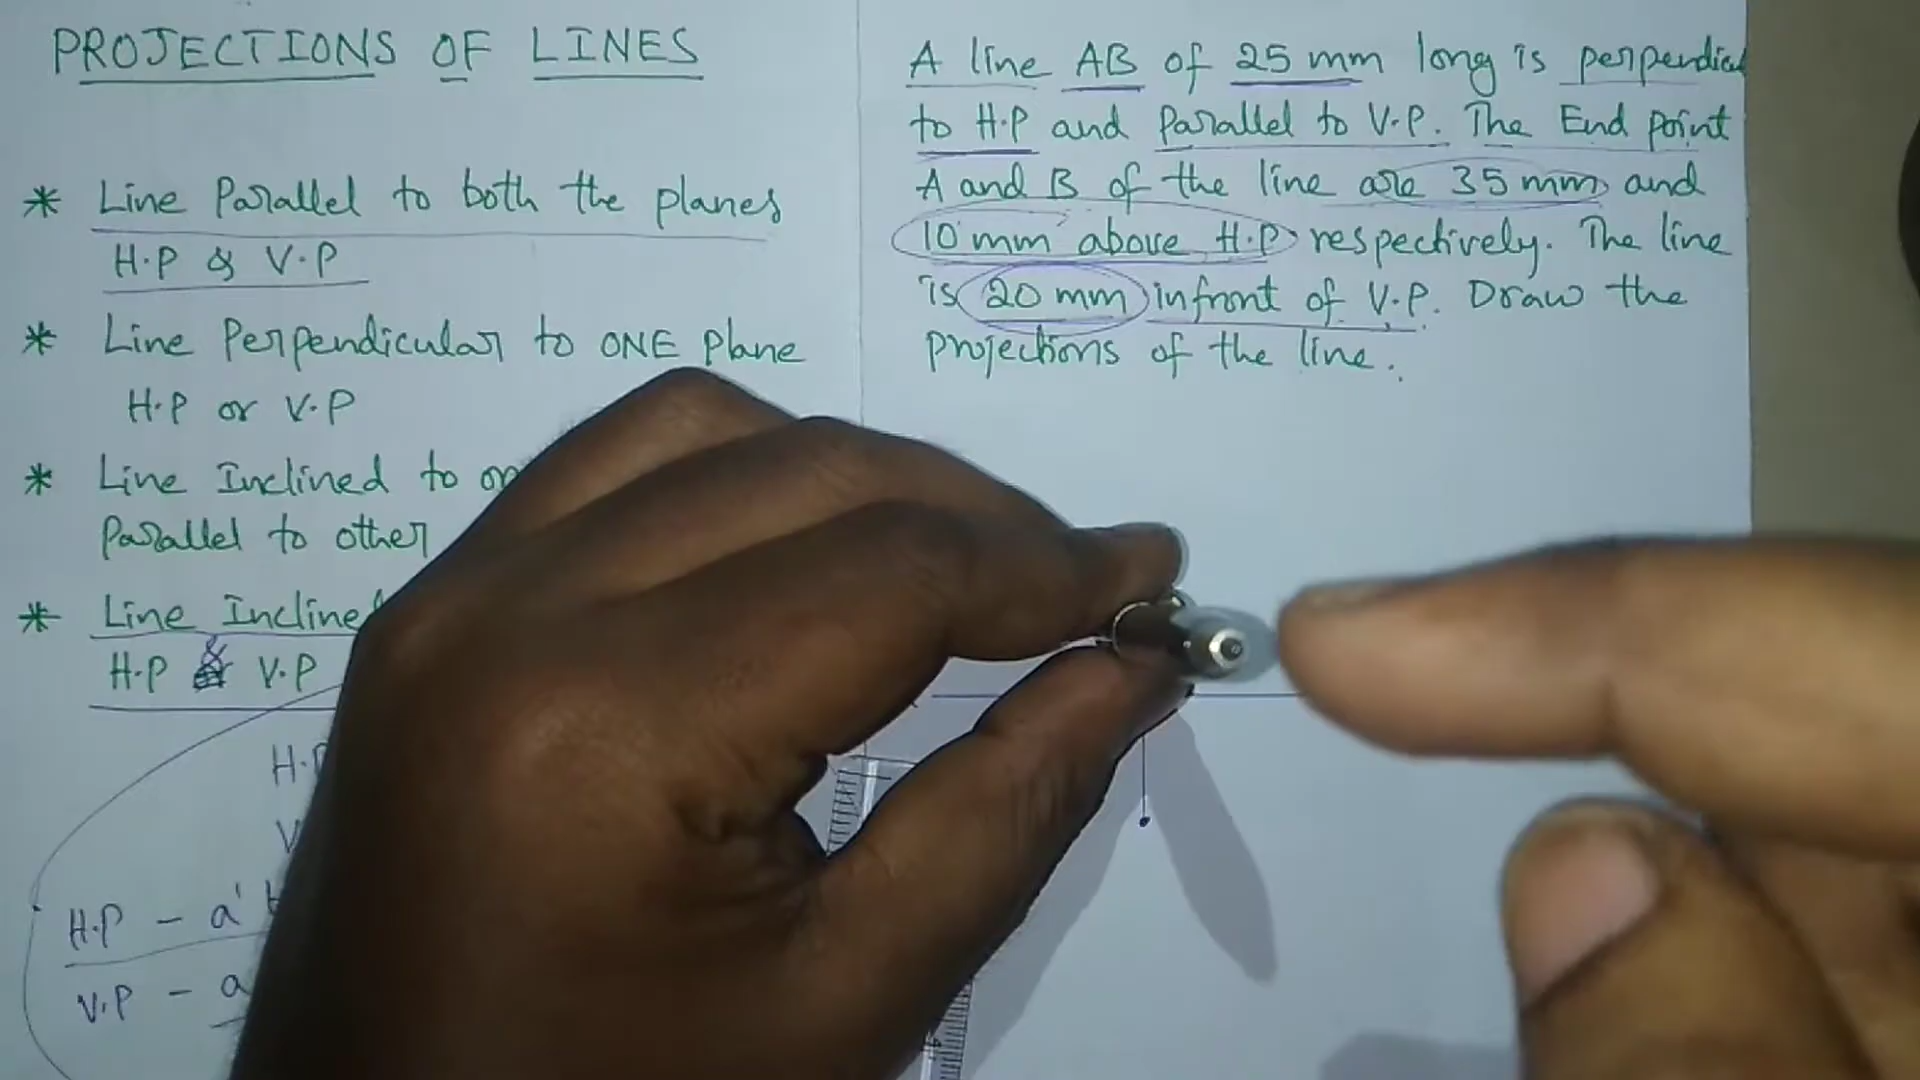 PROJECTIONS OF LINES
* Line Parallel to both the planes
H.P & V.P
* Line Perpendicular to ONE plane
H.P or V.P
* Line Inclined to
Parallel to other
* Line Incline
H.P & V.P
H.P
V
H.P - a'
V.P - a
A line AB of 25 mm long is perpendicul
to H.P and Parallel to V.P. The End point
A and B of the line are 35 mm and
10 mm above H.P respectively. The line
is 20 mm infront of V.P. Draw the
projections of the line.